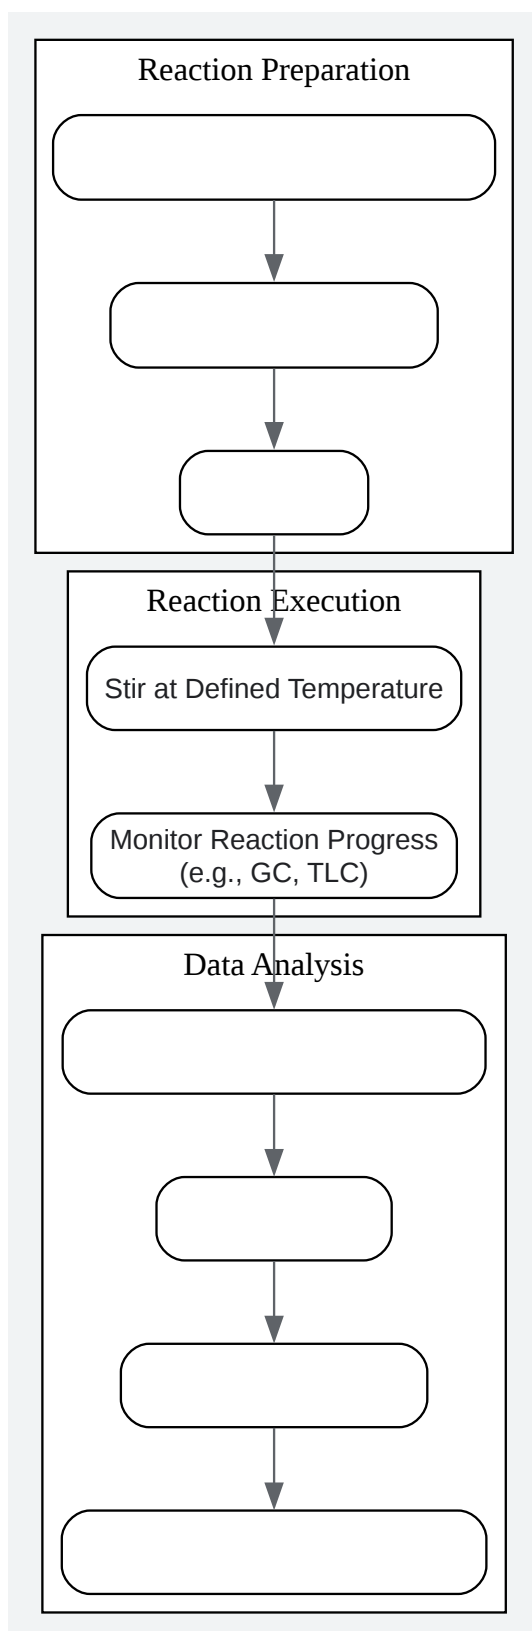 Reaction Preparation
Reaction Execution
Stir at Defined Temperature
Monitor Reaction Progress
(e.g., GC, TLC)
Data Analysis